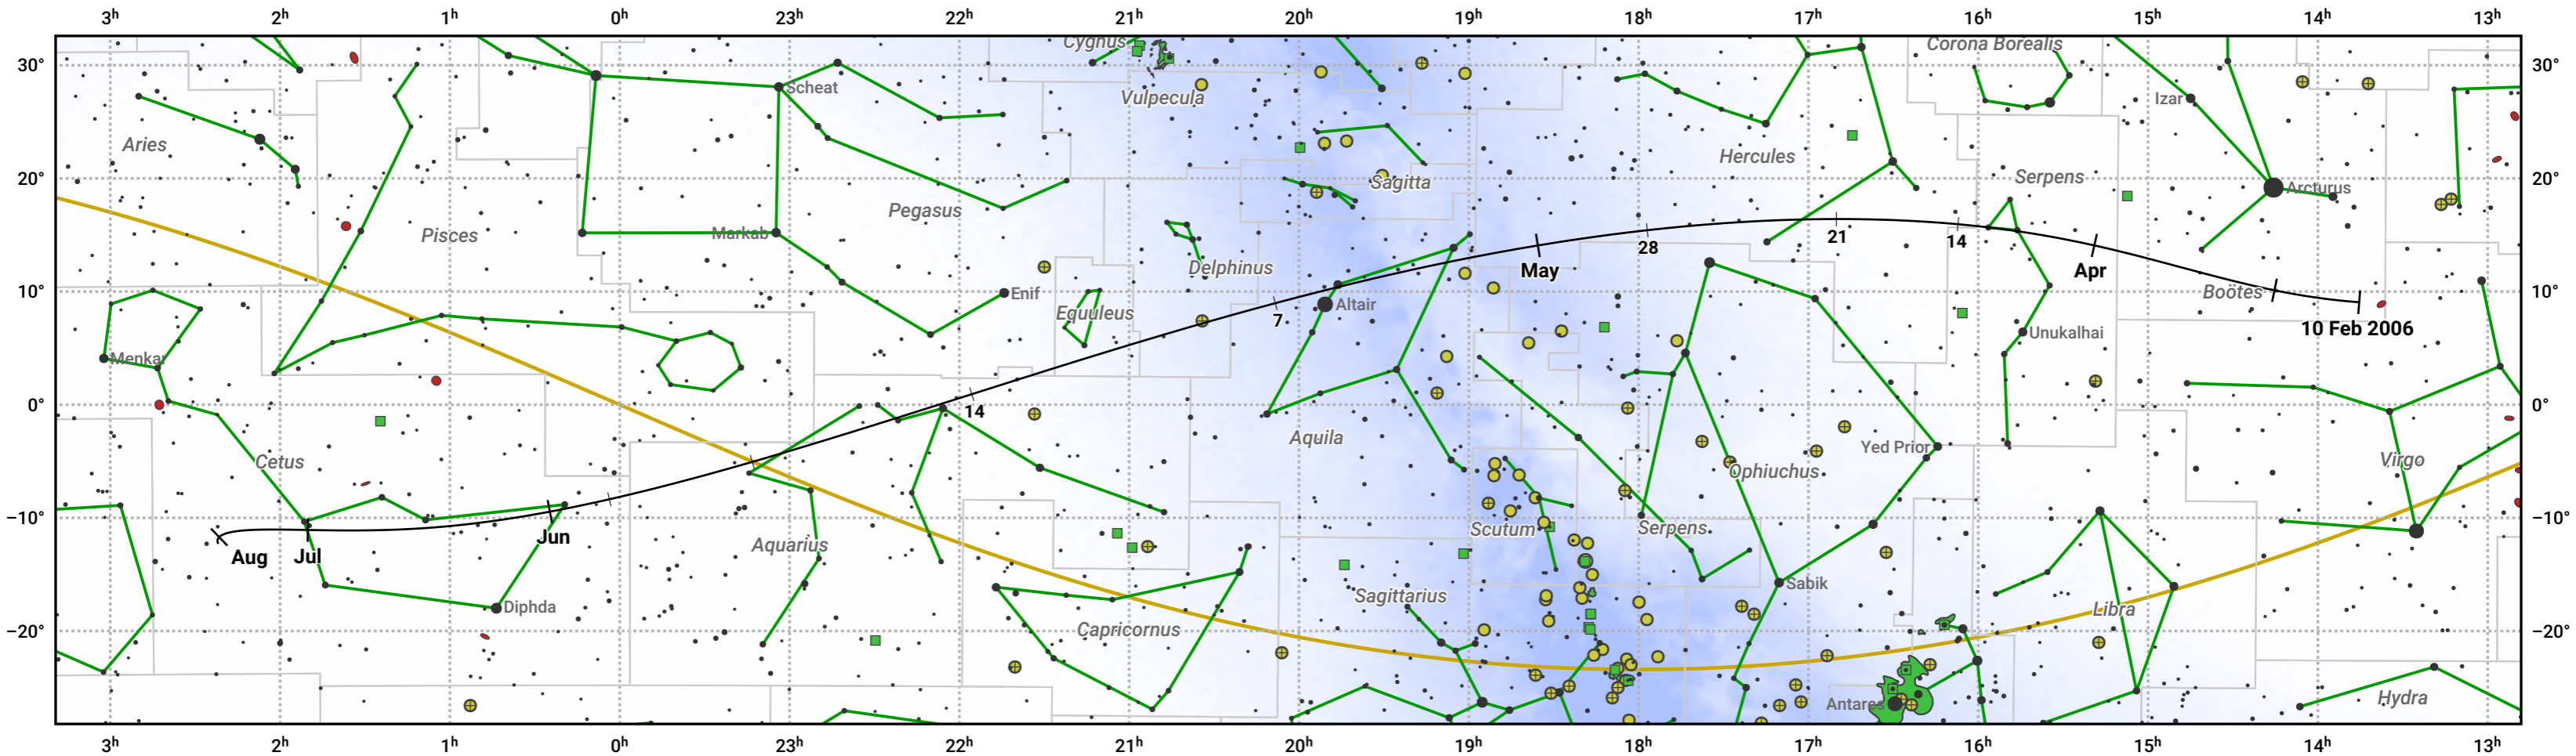 3h 2h 1h 0h 23h 22h 21h 20h 19h 18h 17h 16h 15h 14h 13h
Cygnus
Corona Borealis
30°
30°
Scheat
Vulpecula
Izar
Aries
Hercules
20°
Sagitta
Serpens
Arcturus
20°
Pegasus
Pisces
Markab
28
21
14
Delphinus
May
Apr
10°
Enif
Boötes
10°
Equuleus
Altair
7
10 Feb 2006
Menkar
Unukalhai
0°
14
0°
Aquila
Yed Prior
Cetus
Ophiuchus
Virgo
−10°
Scutum
Serpens
−10°
Aug
Jul
Jun
Aquarius
Sabik
Diphda
Sagittarius
Libra
−20°
Capricornus
−20°
Antares
Hydra
3h 2h 1h 0h 23h 22h 21h 20h 19h 18h 17h 16h 15h 14h 13h